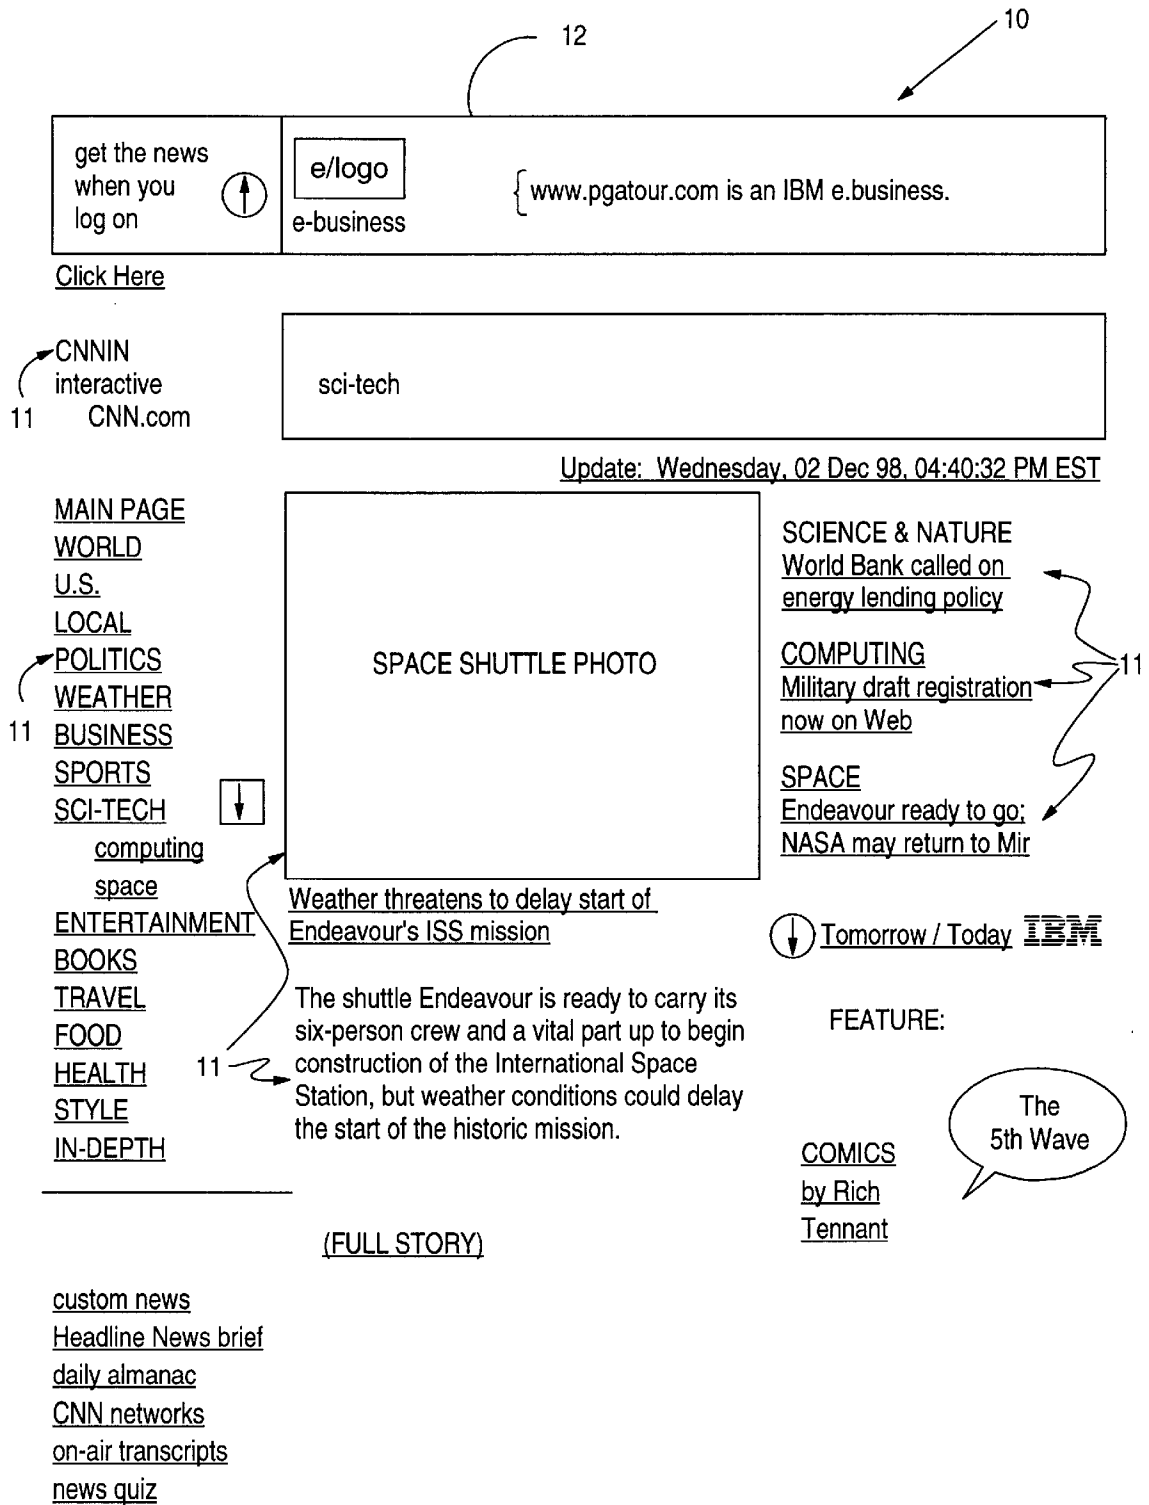 12
10
get the news
when you
log on
e/logo
e-business
{www.pgatour.com is an IBM e.business.
Click Here
CNNIN
interactive
CNN.com
11
sci-tech
Update: Wednesday, 02 Dec 98, 04:40:32 PM EST
MAIN PAGE
WORLD
U.S.
LOCAL
POLITICS
WEATHER
11
BUSINESS
SPORTS
SCI-TECH
computing
space
ENTERTAINMENT
BOOKS
TRAVEL
FOOD
HEALTH
STYLE
IN-DEPTH
SPACE SHUTTLE PHOTO
Weather threatens to delay start of
Endeavour's ISS mission
11
The shuttle Endeavour is ready to carry its
six-person crew and a vital part up to begin
construction of the International Space
Station, but weather conditions could delay
the start of the historic mission.
(FULL STORY)
SCIENCE & NATURE
World Bank called on
energy lending policy
COMPUTING
Military draft registration
now on Web
11
SPACE
Endeavour ready to go;
NASA may return to Mir
Tomorrow / Today IBM
FEATURE:
The
5th Wave
COMICS
by Rich
Tennant
custom news
Headline News brief
daily almanac
CNN networks
on-air transcripts
news quiz